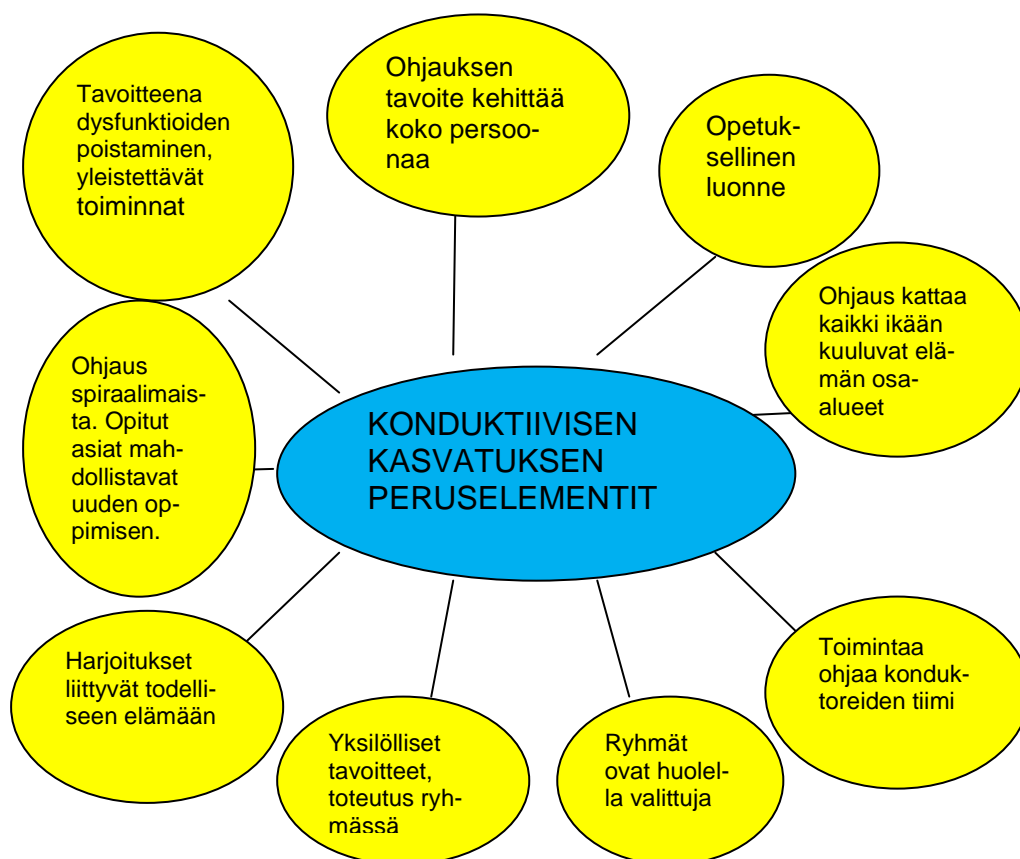 Tavoitteena
dysfunktioiden
poistaminen,
yleistettävät
toiminnat
Ohjauksen
tavoite kehittää
koko persoo-
naa
Opetuk-
sellinen
luonne
Ohjaus kattaa
kaikki ikään
kuuluvat elä-
män osa-
alueet
Ohjaus
spiraalimais-
ta. Opitut
asiat mah-
dollistavat
uuden op-
pimisen.
KONDUKTIIVISEN
KASVATUKSEN
PERUSELEMENTIT
Harjoitukset
liittyvät todelli-
seen elämään
Yksilölliset
tavoitteet,
toteutus ryh-
mässä
Ryhmät
ovat huolel-
la valittuja
Toimintaa
ohjaa konduk-
toreiden tiimi